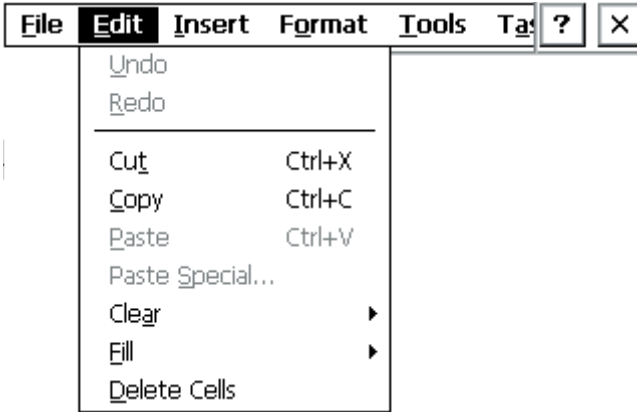 File Edit Insert Format Tools Tas ? ×
Undo
Redo
Cut Ctrl+X
Copy Ctrl+C
Paste Ctrl+V
Paste Special...
Clear
Fill
Delete Cells